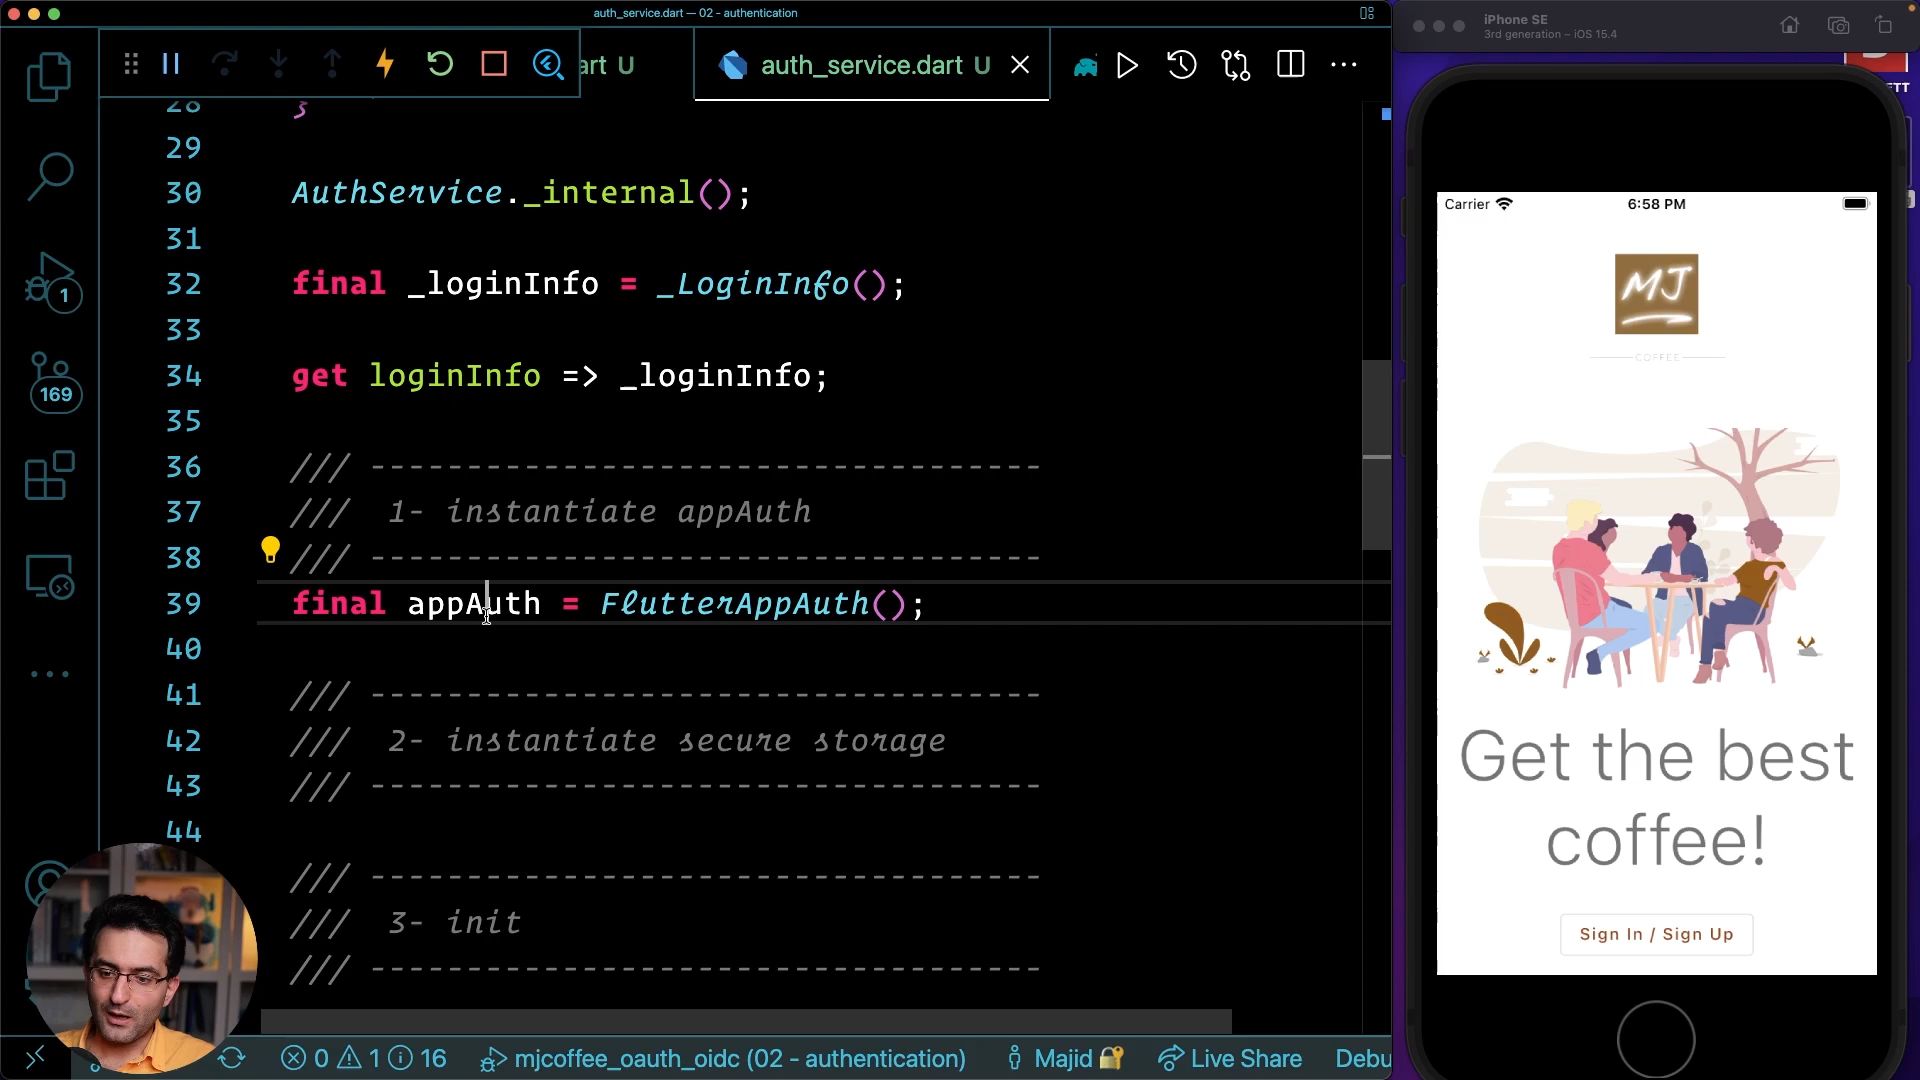 auth_service.dart — 02 - authentication
art U
auth_service.dart U
28 }
29
30 AuthService._internal();
31
32 final _loginInfo = _LoginInfo();
33
34 get loginInfo => _loginInfo;
35
36 /// -----------------------------------
37 /// 1- instantiate appAuth
38 /// -----------------------------------
39 final appAuth = FlutterAppAuth();
40
41 /// -----------------------------------
42 /// 2- instantiate secure storage
43 /// -----------------------------------
44
/// -----------------------------------
/// 3- init
/// -----------------------------------
1
169
0 1 16 mjcoffee_oauth_oidc (02 - authentication) Majid Live Share Debu
iPhone SE
3rd generation – iOS 15.4
TT
Carrier 6:58 PM
MJ
COFFEE
Get the best
coffee!
Sign In / Sign Up